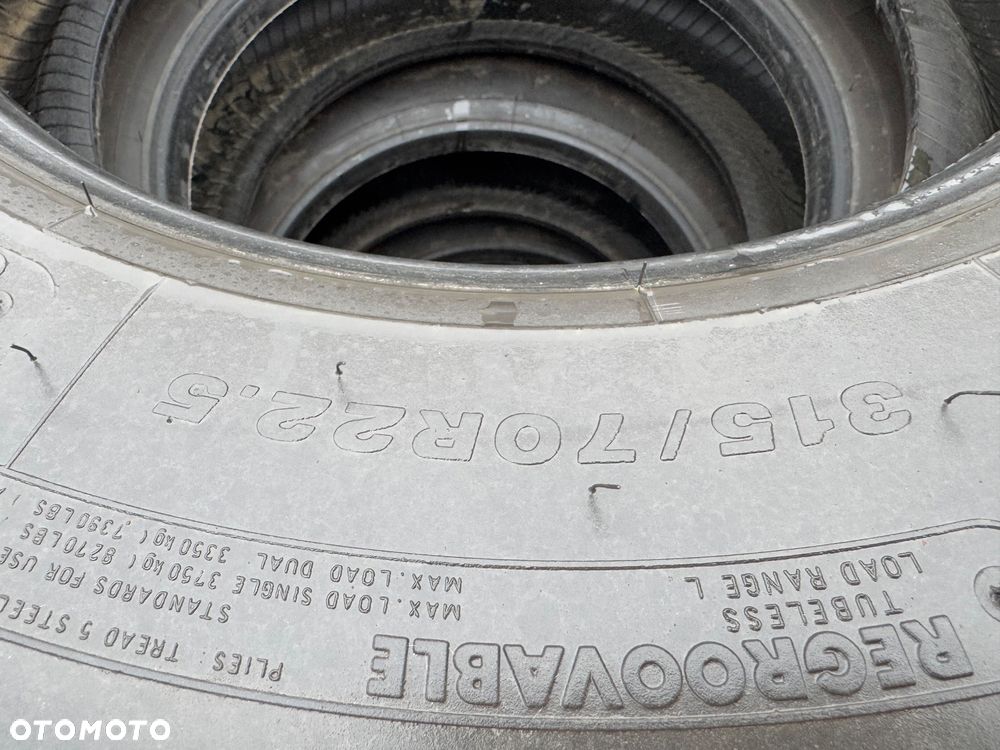 315/70R22.5
REGROOVABLE
TUBELESS
LOAD RANGE L
MAX. LOAD SINGLE 3750 kg ( 8270 LBS
MAX. LOAD DUAL 3350 kg ( 7390 LBS )
STANDARDS FOR USE
PLIES: TREAD 5 STEEL
OTOMOTO